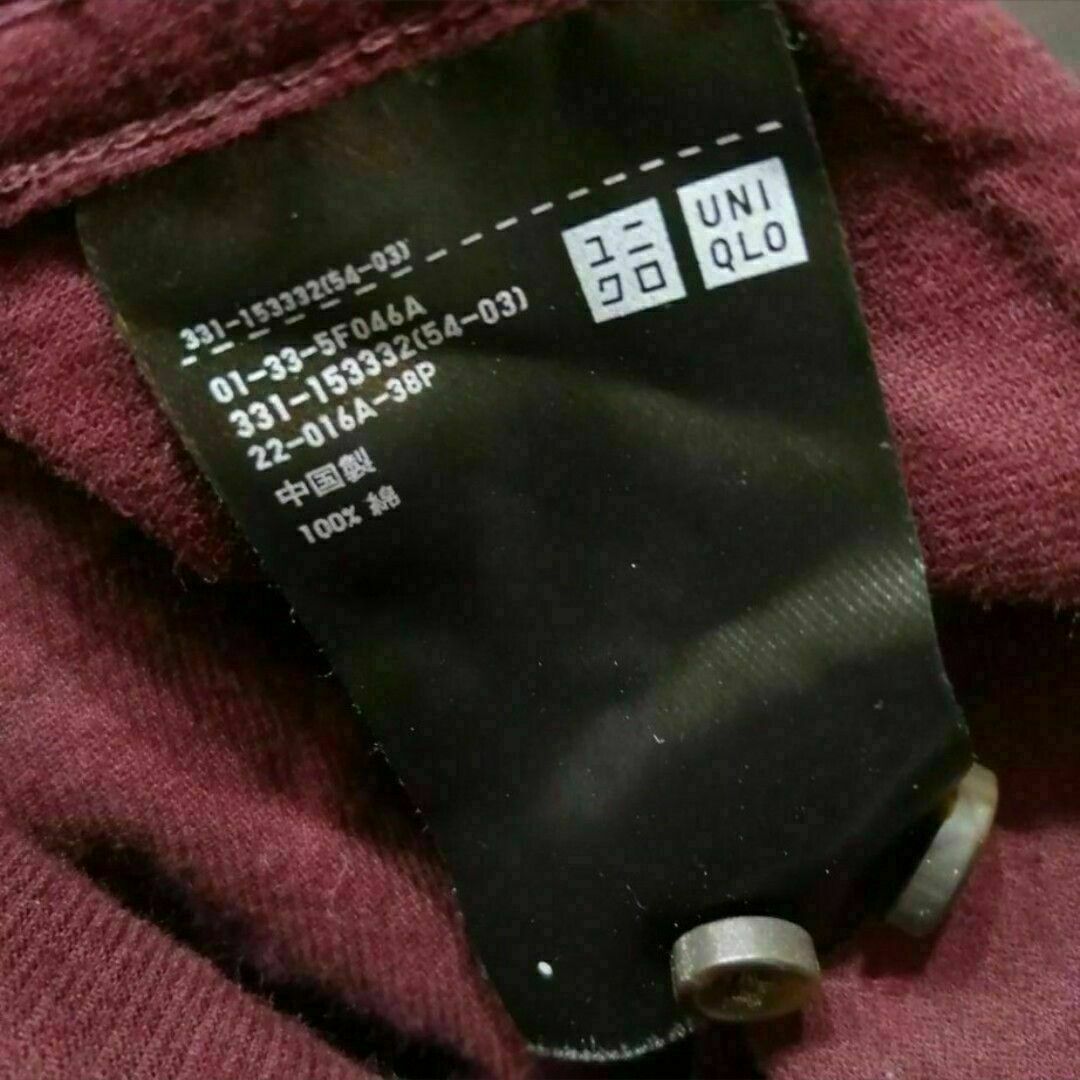 331-153332(54-03)
ユニ
クロ
UNI
QLO
01-33-5F046A
331-153332(54-03)
22-016A-38P
中国製
100% 綿